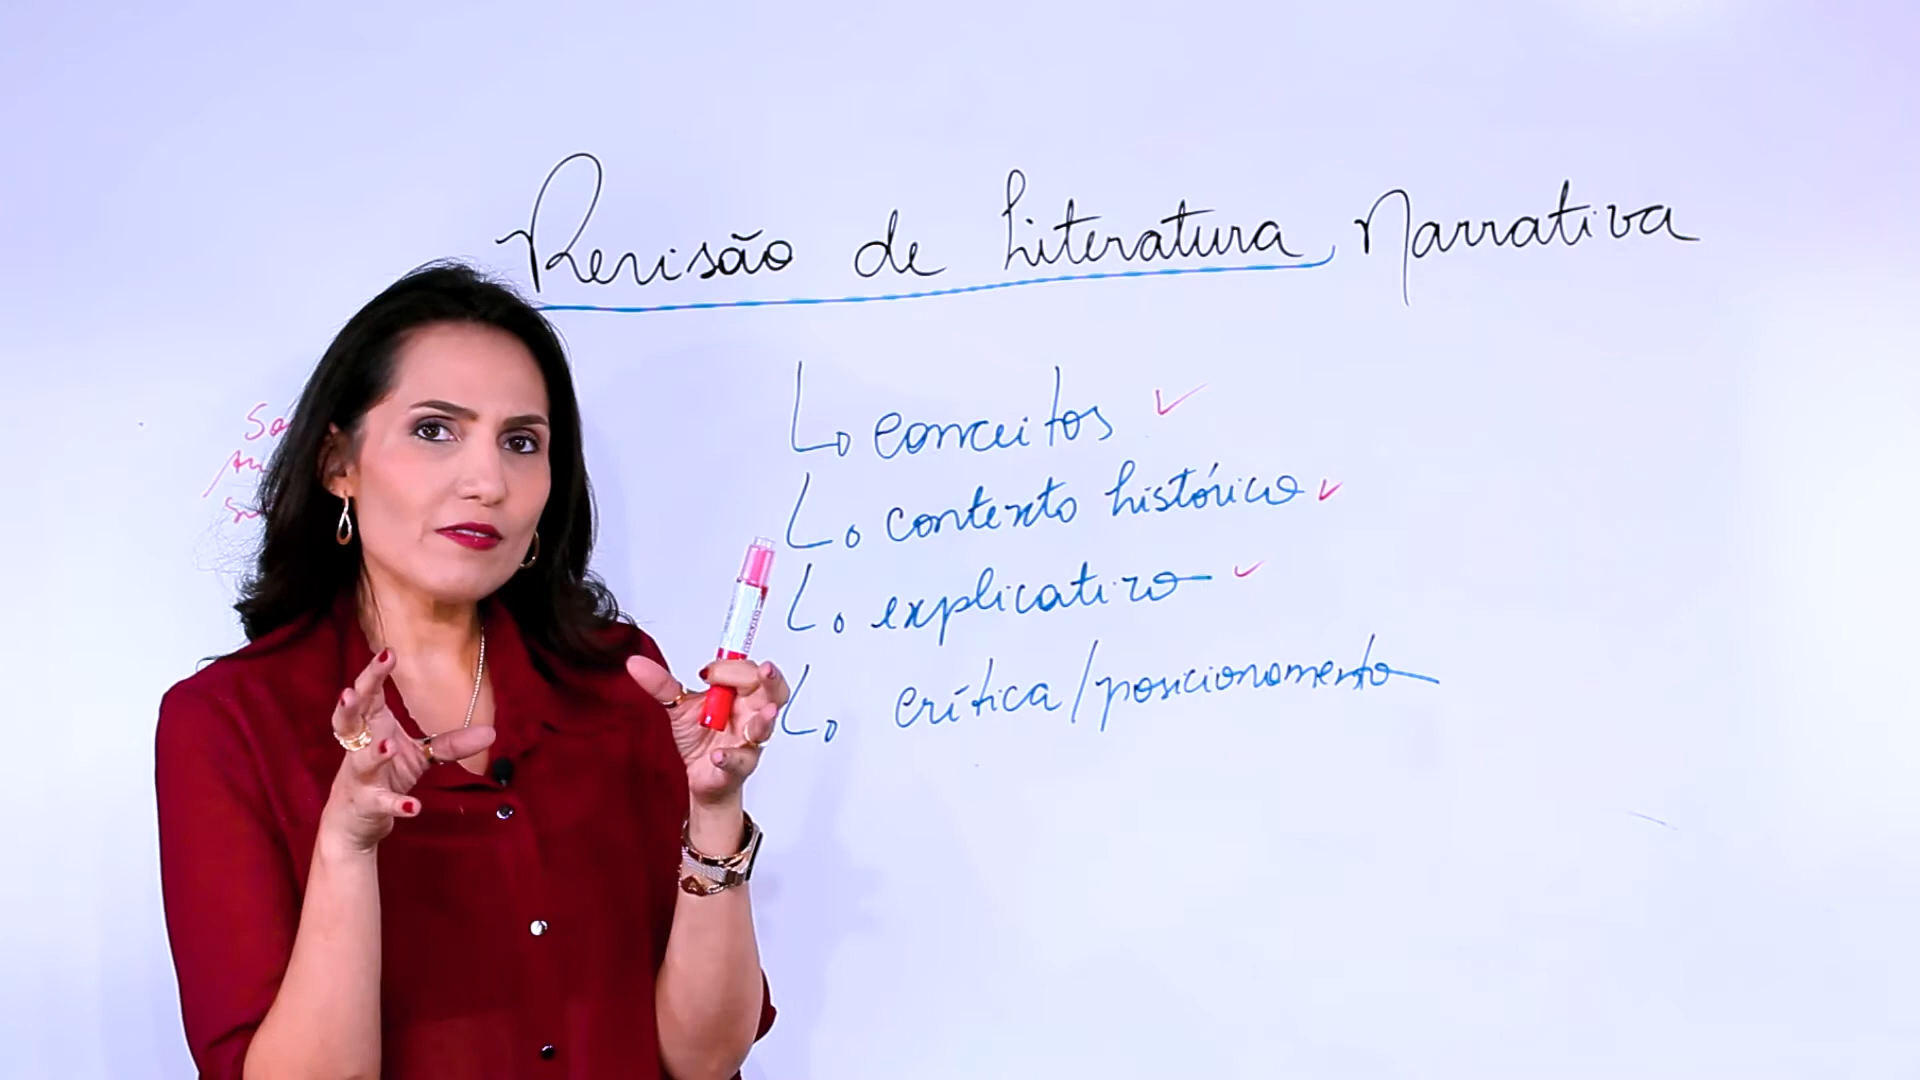 Revisão de Literatura Narrativa
conceitos
contexto histórico
explicativo
crítica/posicionamento